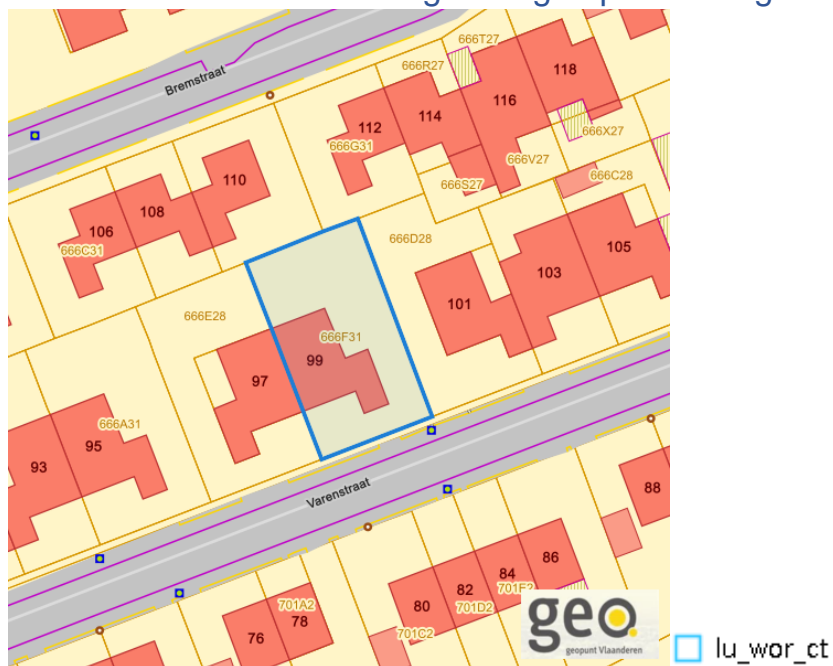 Bremstraat
666T27
666R27
118
116
114
112
666G31
666X27
666V27
666S27
666C28
110
108
106
666C31
666D28
105
103
101
666E28
666F31
99
97
666A31
95
93
Varenstraat
88
86
84
82
80
701E2
701D2
701C2
701A2
78
76
geo
geopunt Vlaanderen
lu_wor_ct